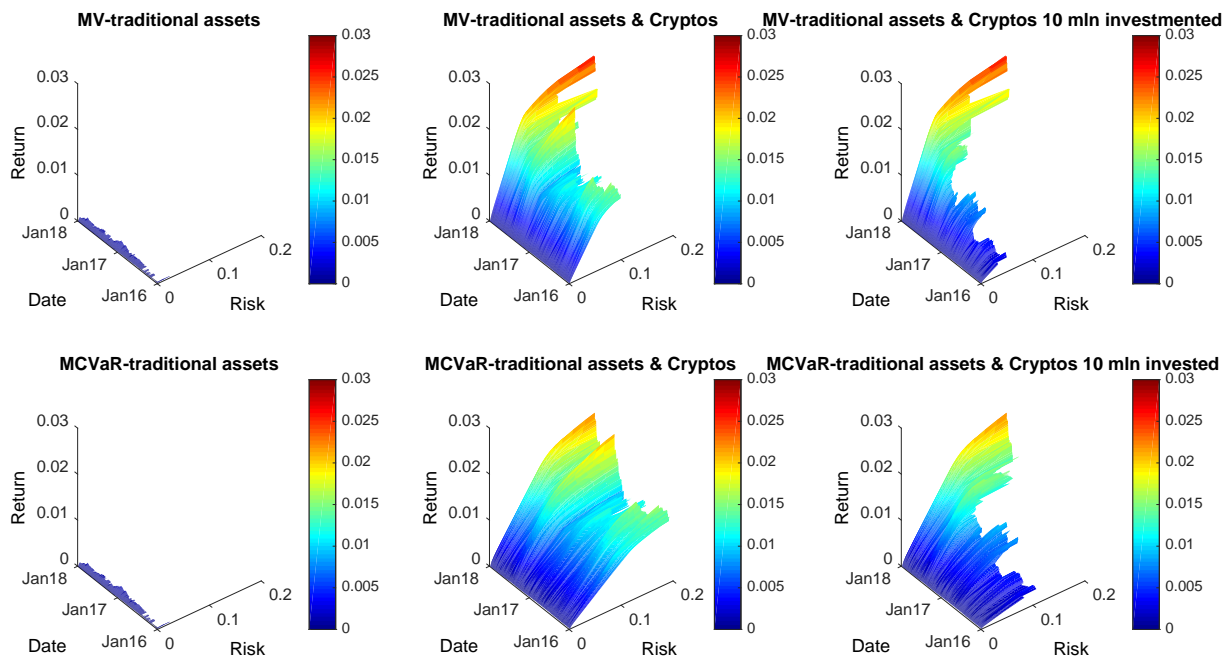 MV-traditional assets
0.03
0.02
0.01
0
Return
Jan18
Jan17
Jan16
Date
0
0.1
0.2
Risk
0.03
0.025
0.02
0.015
0.01
0.005
0
MV-traditional assets & Cryptos
0.03
0.02
0.01
0
Return
Jan18
Jan17
Jan16
Date
0
0.1
0.2
Risk
0.03
0.025
0.02
0.015
0.01
0.005
0
MV-traditional assets & Cryptos 10 mln investmented
0.03
0.02
0.01
0
Return
Jan18
Jan17
Jan16
Date
0
0.1
0.2
Risk
0.03
0.025
0.02
0.015
0.01
0.005
0
MCVaR-traditional assets
0.03
0.02
0.01
0
Return
Jan18
Jan17
Jan16
Date
0
0.1
0.2
Risk
0.03
0.025
0.02
0.015
0.01
0.005
0
MCVaR-traditional assets & Cryptos
0.03
0.02
0.01
0
Return
Jan18
Jan17
Jan16
Date
0
0.1
0.2
Risk
0.03
0.025
0.02
0.015
0.01
0.005
0
MCVaR-traditional assets & Cryptos 10 mln invested
0.03
0.02
0.01
0
Return
Jan18
Jan17
Jan16
Date
0
0.1
0.2
Risk
0.03
0.025
0.02
0.015
0.01
0.005
0